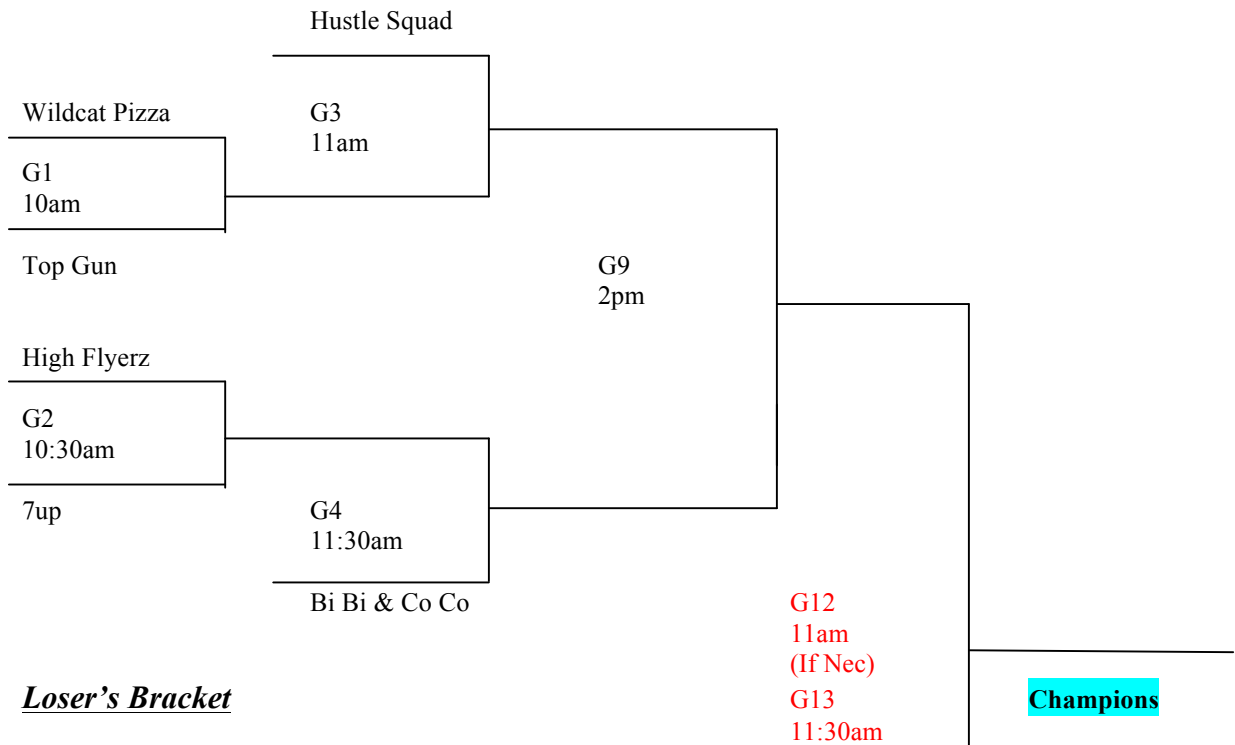 Hustle Squad
Wildcat Pizza
G3
11am
G1
10am
Top Gun
G9
2pm
High Flyerz
G2
10:30am
7up
G4
11:30am
Bi Bi & Co Co
G12
11am
(If Nec)
Loser’s Bracket
G13
11:30am
Champions